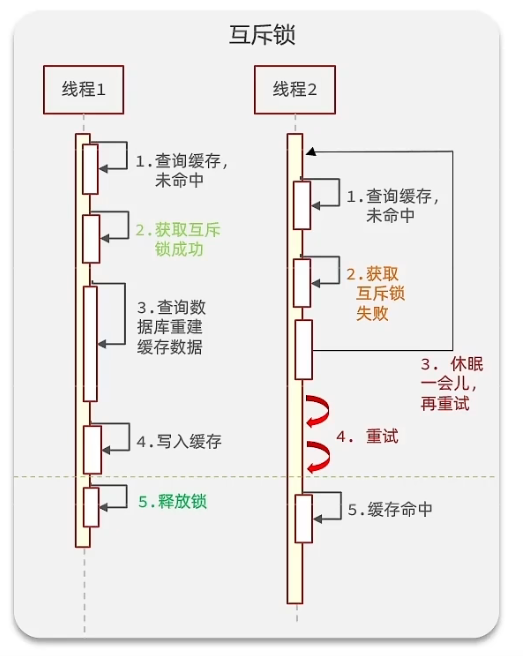 互斥锁
线程1
线程2
1.查询缓存，
未命中
2.获取互斥
锁成功
3.查询数
据库重建
缓存数据
4.写入缓存
5.释放锁
1.查询缓存，
未命中
2.获取
互斥锁
失败
3. 休眠
一会儿，
再重试
4. 重试
5.缓存命中